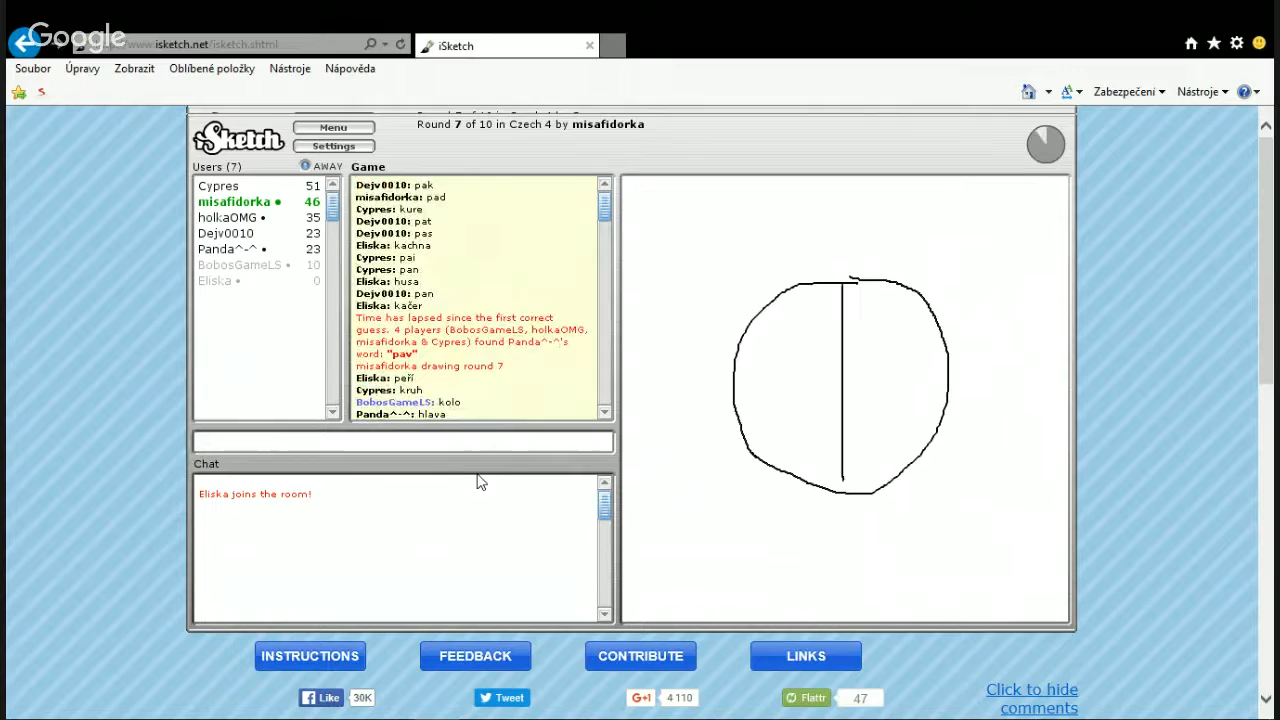 Google
www.isketch.net/isketch.shtml
iSketch
Soubor Úpravy Zobrazit Oblíbené položky Nástroje Nápověda
S
Zabezpečení Nástroje
iSketch
Menu
Settings
Round 7 of 10 in Czech 4 by misafidorka
Users (7) AWAY
Game
Cypres 51
misafidorka 46
holkaOMG 35
Dejv0010 23
Panda^-^ 23
BobosGameLS 10
Eliska 0
Dejv0010: pak
misafidorka: pad
Cypres: kure
Dejv0010: pat
Dejv0010: pas
Eliska: kachna
Cypres: pai
Cypres: pan
Eliska: husa
Dejv0010: pan
Eliska: kačer
Time has lapsed since the first correct
guess. 4 players (BobosGameLS, holkaOMG,
misafidorka & Cypres) found Panda^-^'s
word: "pav"
misafidorka drawing round 7
Eliska: peří
Cypres: kruh
BobosGameLS: kolo
Panda^-^: hlava
Chat
Eliska joins the room!
INSTRUCTIONS FEEDBACK CONTRIBUTE LINKS
Like 30K Tweet G+1 4 110 Flattr 47
Click to hide
comments